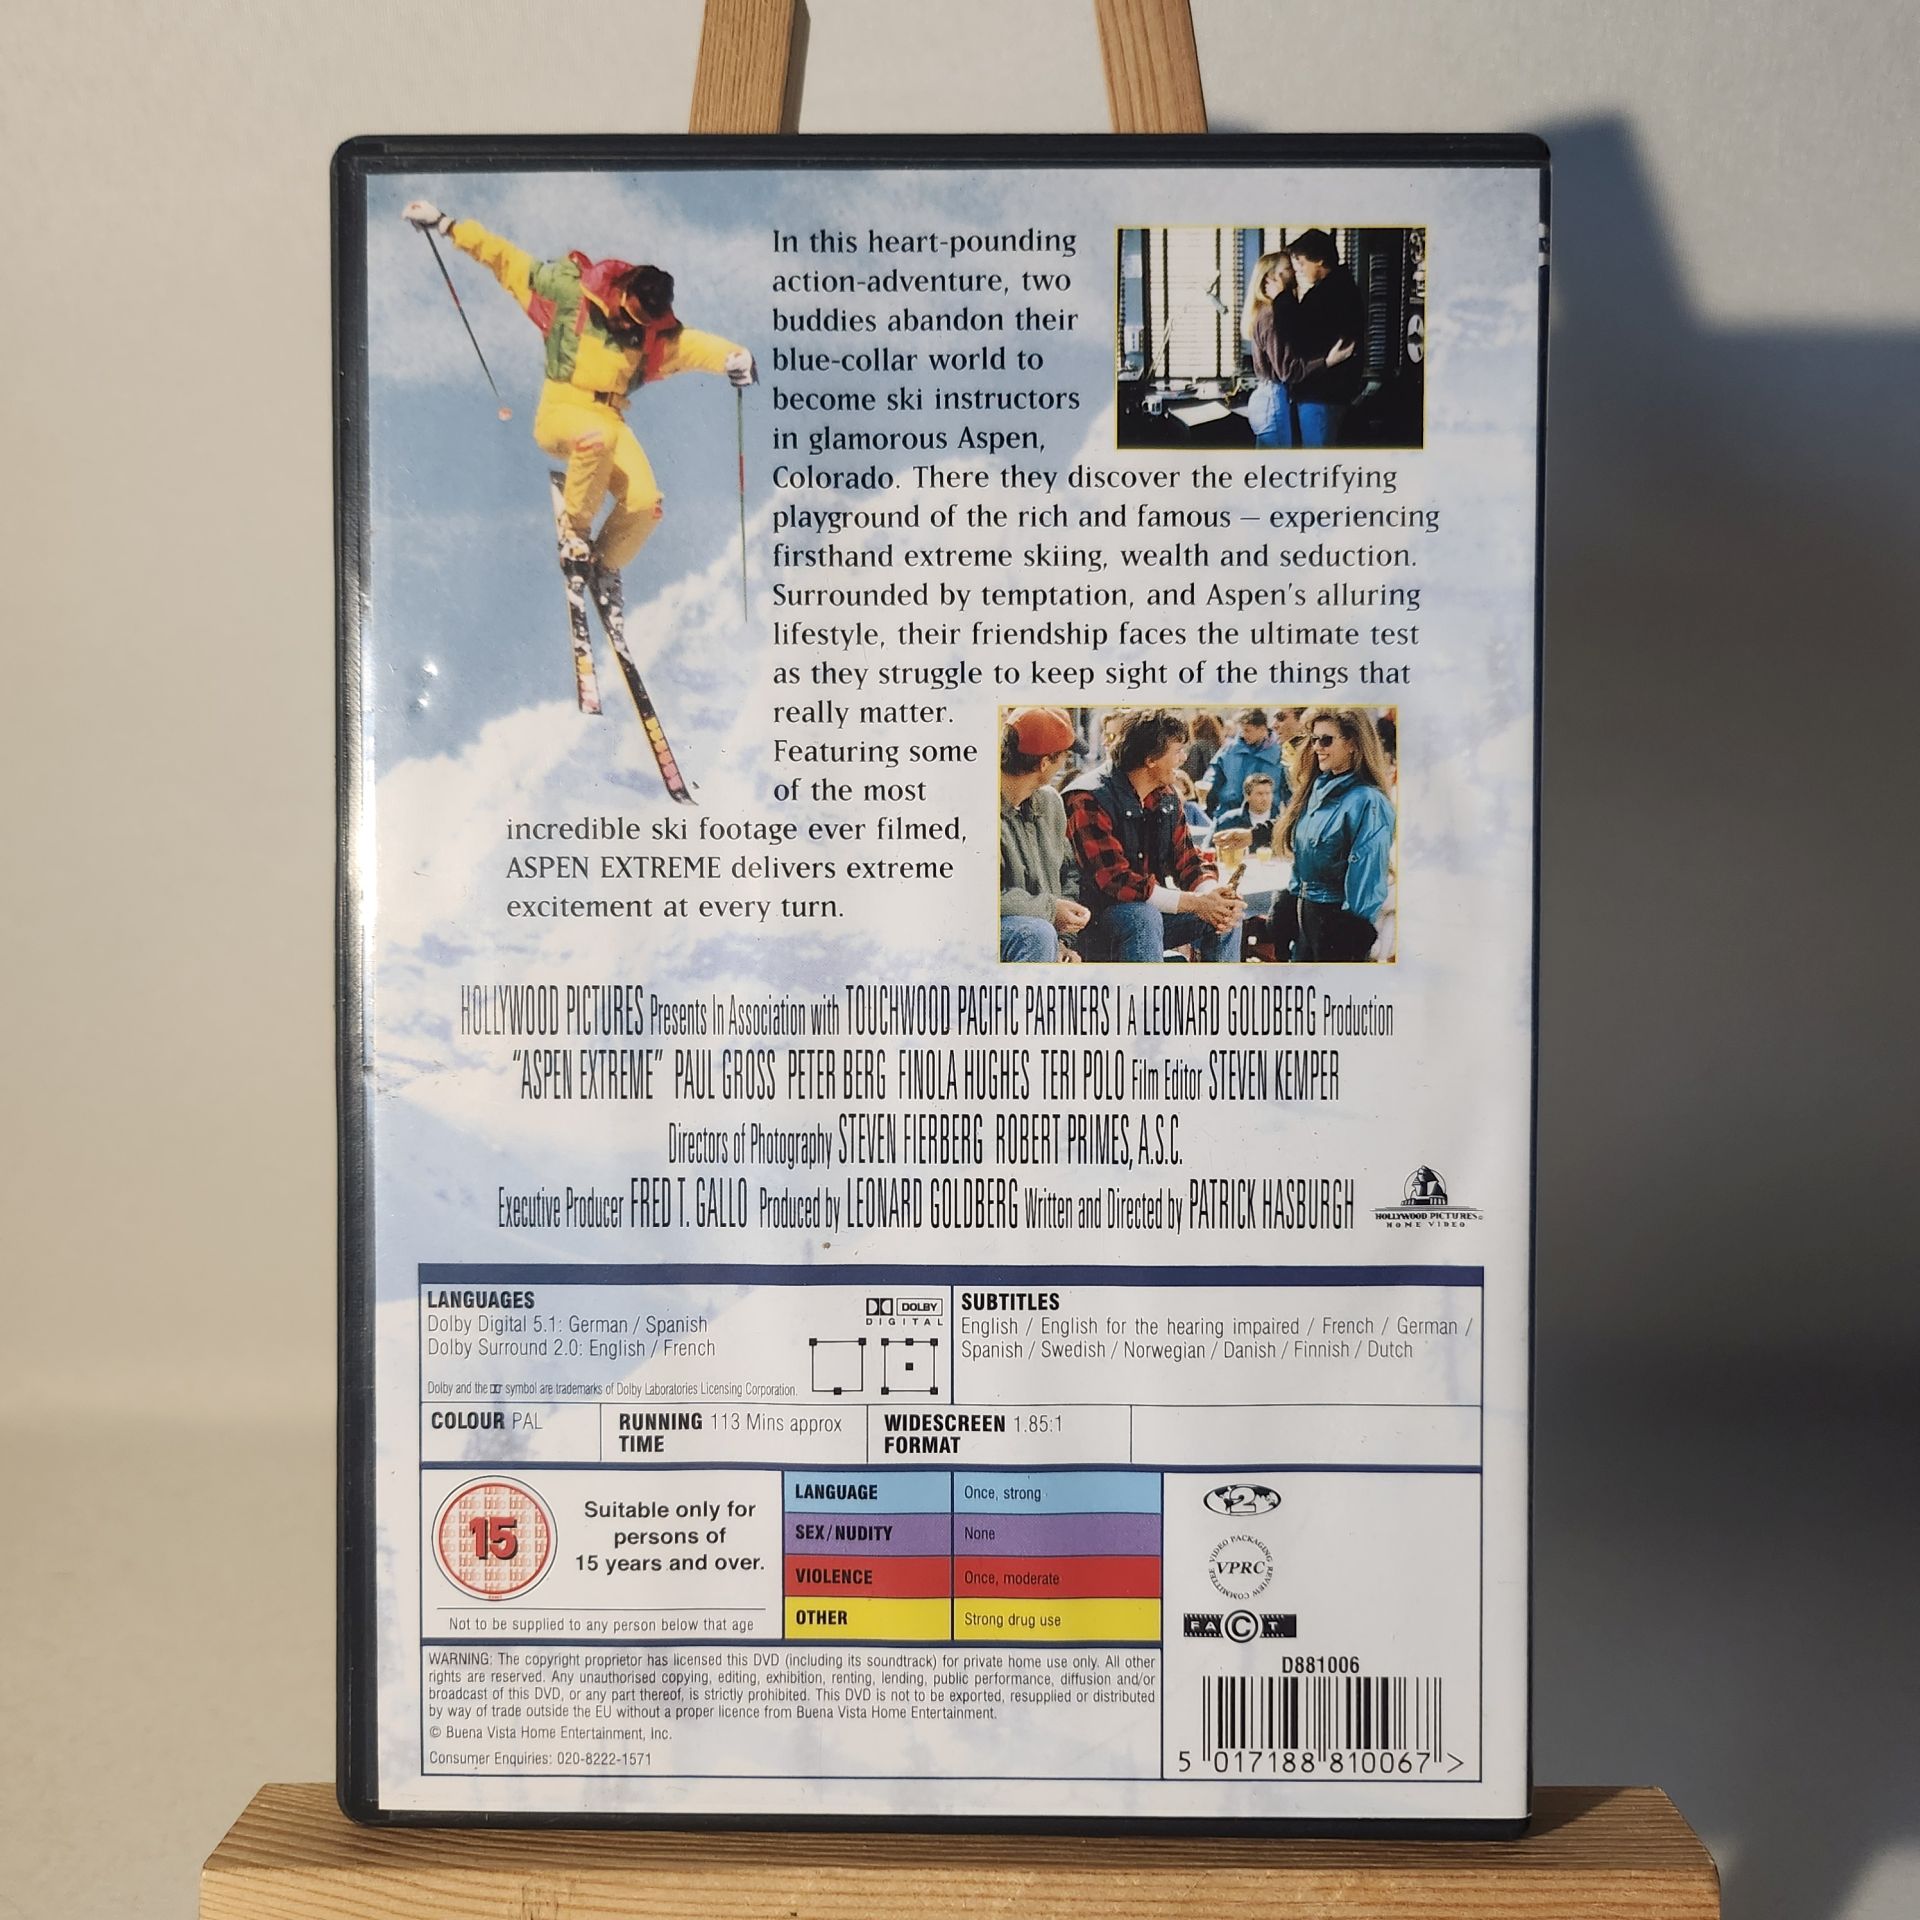 In this heart-pounding
action-adventure, two
buddies abandon their
blue-collar world to
become ski instructors
in glamorous Aspen,
Colorado. There they discover the electrifying
playground of the rich and famous – experiencing
firsthand extreme skiing, wealth and seduction.
Surrounded by temptation, and Aspen's alluring
lifestyle, their friendship faces the ultimate test
as they struggle to keep sight of the things that
really matter.
Featuring some
of the most
incredible ski footage ever filmed,
ASPEN EXTREME delivers extreme
excitement at every turn.
HOLLYWOOD PICTURES Presents In Association with TOUCHWOOD PACIFIC PARTNERS I A LEONARD GOLDBERG Production
"ASPEN EXTREME" PAUL GROSS PETER BERG FINOLA HUGHES TERI POLO Film Editor STEVEN KEMPER
Directors of Photography STEVEN FIERBERG ROBERT PRIMES, A.S.C.
Executive Producer FRED T. GALLO Produced by LEONARD GOLDBERG Written and Directed by PATRICK HASBURGH
HOLLYWOOD PICTURES
HOME VIDEO
LANGUAGES
Dolby Digital 5.1: German / Spanish
Dolby Surround 2.0: English / French
Dolby and the symbol are trademarks of Dolby Laboratories Licensing Corporation.
DOLBY
DIGITAL
SUBTITLES
English / English for the hearing impaired / French / German /
Spanish / Swedish / Norwegian / Danish / Finnish / Dutch
COLOUR PAL
RUNNING 113 Mins approx
TIME
WIDESCREEN 1.85:1
FORMAT
15
Suitable only for
persons of
15 years and over.
Not to be supplied to any person below that age
LANGUAGE Once, strong
SEX/NUDITY None
VIOLENCE Once, moderate
OTHER Strong drug use
2
VIDEO PACKAGING REVIEW COMMITTEE
VPRC
FACT
WARNING: The copyright proprietor has licensed this DVD (including its soundtrack) for private home use only. All other
rights are reserved. Any unauthorised copying, editing, exhibition, renting, lending, public performance, diffusion and/or
broadcast of this DVD, or any part thereof, is strictly prohibited. This DVD is not to be exported, resupplied or distributed
by way of trade outside the EU without a proper licence from Buena Vista Home Entertainment.
© Buena Vista Home Entertainment, Inc.
Consumer Enquiries: 020-8222-1571
D881006
5 017188 810067 >